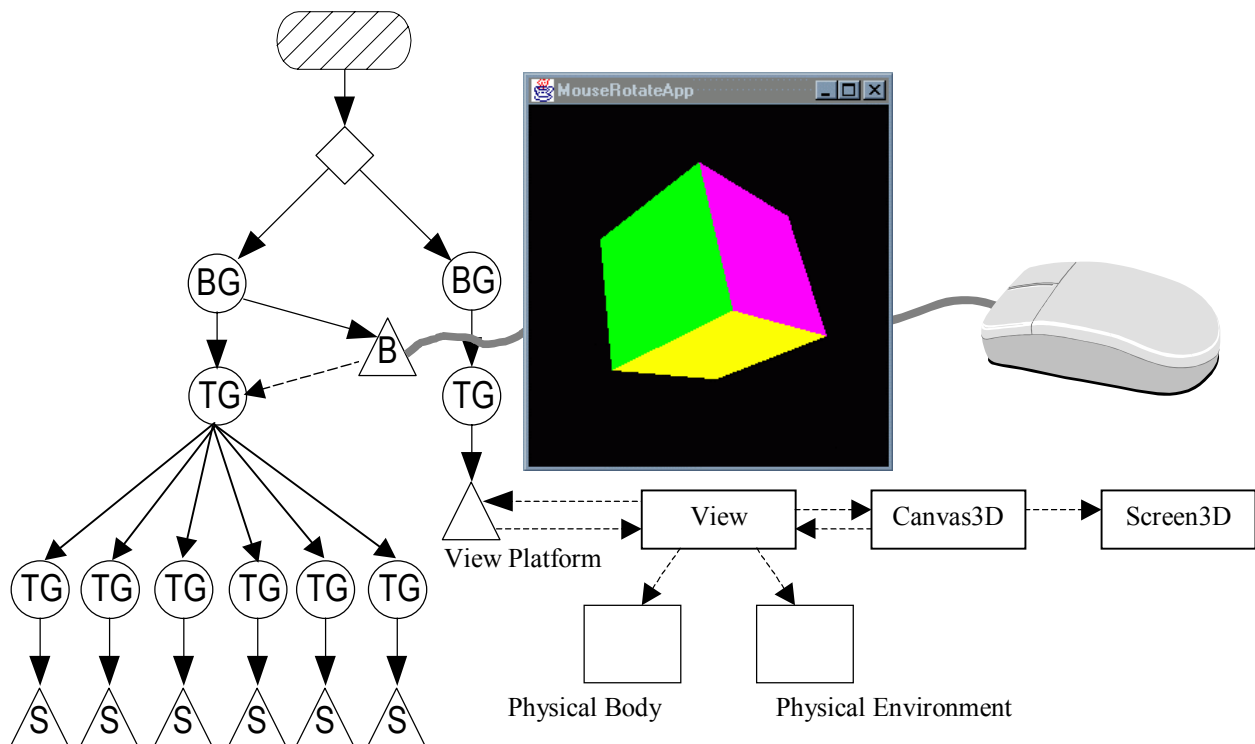 MouseRotateApp
BG
BG
B
TG
TG
View
Canvas3D
Screen3D
View Platform
TG
TG
TG
TG
TG
TG
Physical Body
Physical Environment
S
S
S
S
S
S